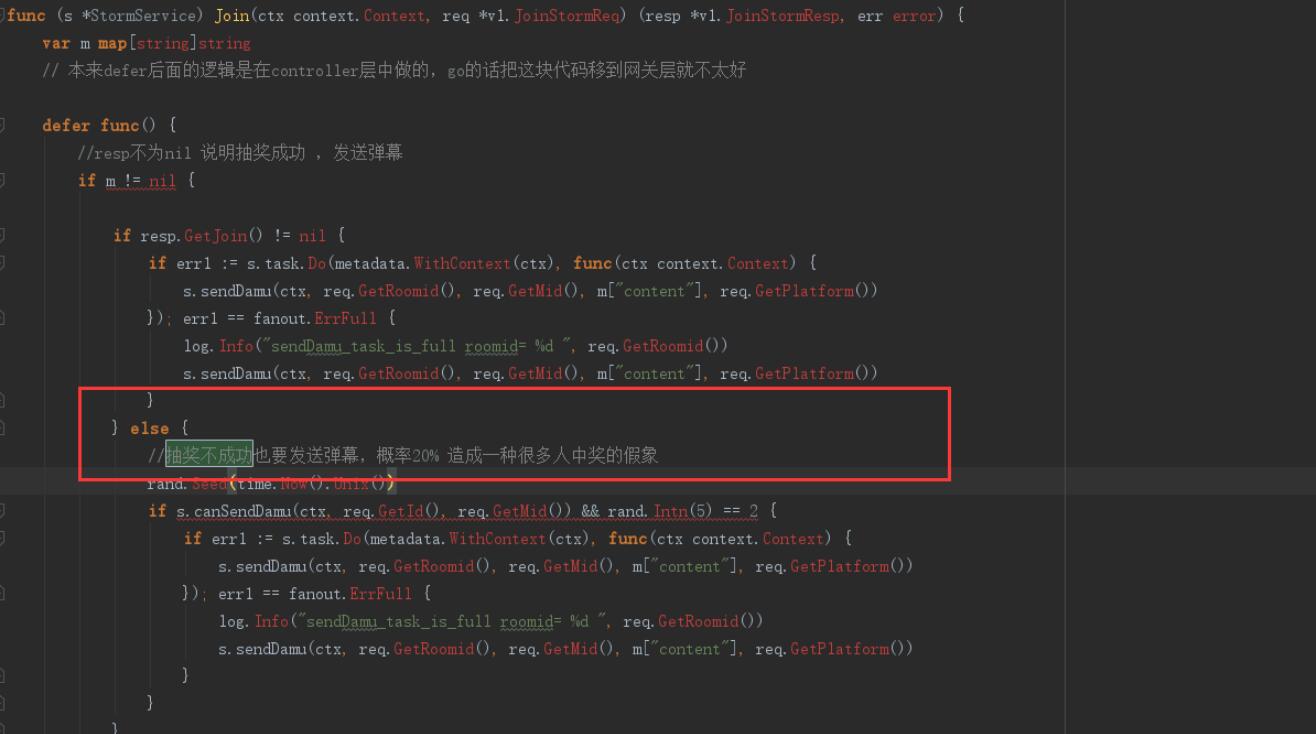 func (s *StormService) Join(ctx context.Context, req *v1.JoinStormReq) (resp *v1.JoinStormResp, err error) {
var m map[string]string
// 本来defer后面的逻辑是在controller层中做的，go的话把这块代码移到网关层就不太好
defer func() {
//resp不为nil 说明抽奖成功 ，发送弹幕
if m != nil {
if resp.GetJoin() != nil {
if err1 := s.task.Do(metadata.WithContext(ctx), func(ctx context.Context) {
s.sendDamu(ctx, req.GetRoomid(), req.GetMid(), m["content"], req.GetPlatform())
}); err1 == fanout.ErrFull {
log.Info("sendDamu_task_is_full roomid= %d ", req.GetRoomid())
s.sendDamu(ctx, req.GetRoomid(), req.GetMid(), m["content"], req.GetPlatform())
}
} else {
//抽奖不成功也要发送弹幕，概率20% 造成一种很多人中奖的假象
rand.Seed(time.Now().Unix())
if s.canSendDamu(ctx, req.GetId(), req.GetMid()) && rand.Intn(5) == 2 {
if err1 := s.task.Do(metadata.WithContext(ctx), func(ctx context.Context) {
s.sendDamu(ctx, req.GetRoomid(), req.GetMid(), m["content"], req.GetPlatform())
}); err1 == fanout.ErrFull {
log.Info("sendDamu_task_is_full roomid= %d ", req.GetRoomid())
s.sendDamu(ctx, req.GetRoomid(), req.GetMid(), m["content"], req.GetPlatform())
}
}
}